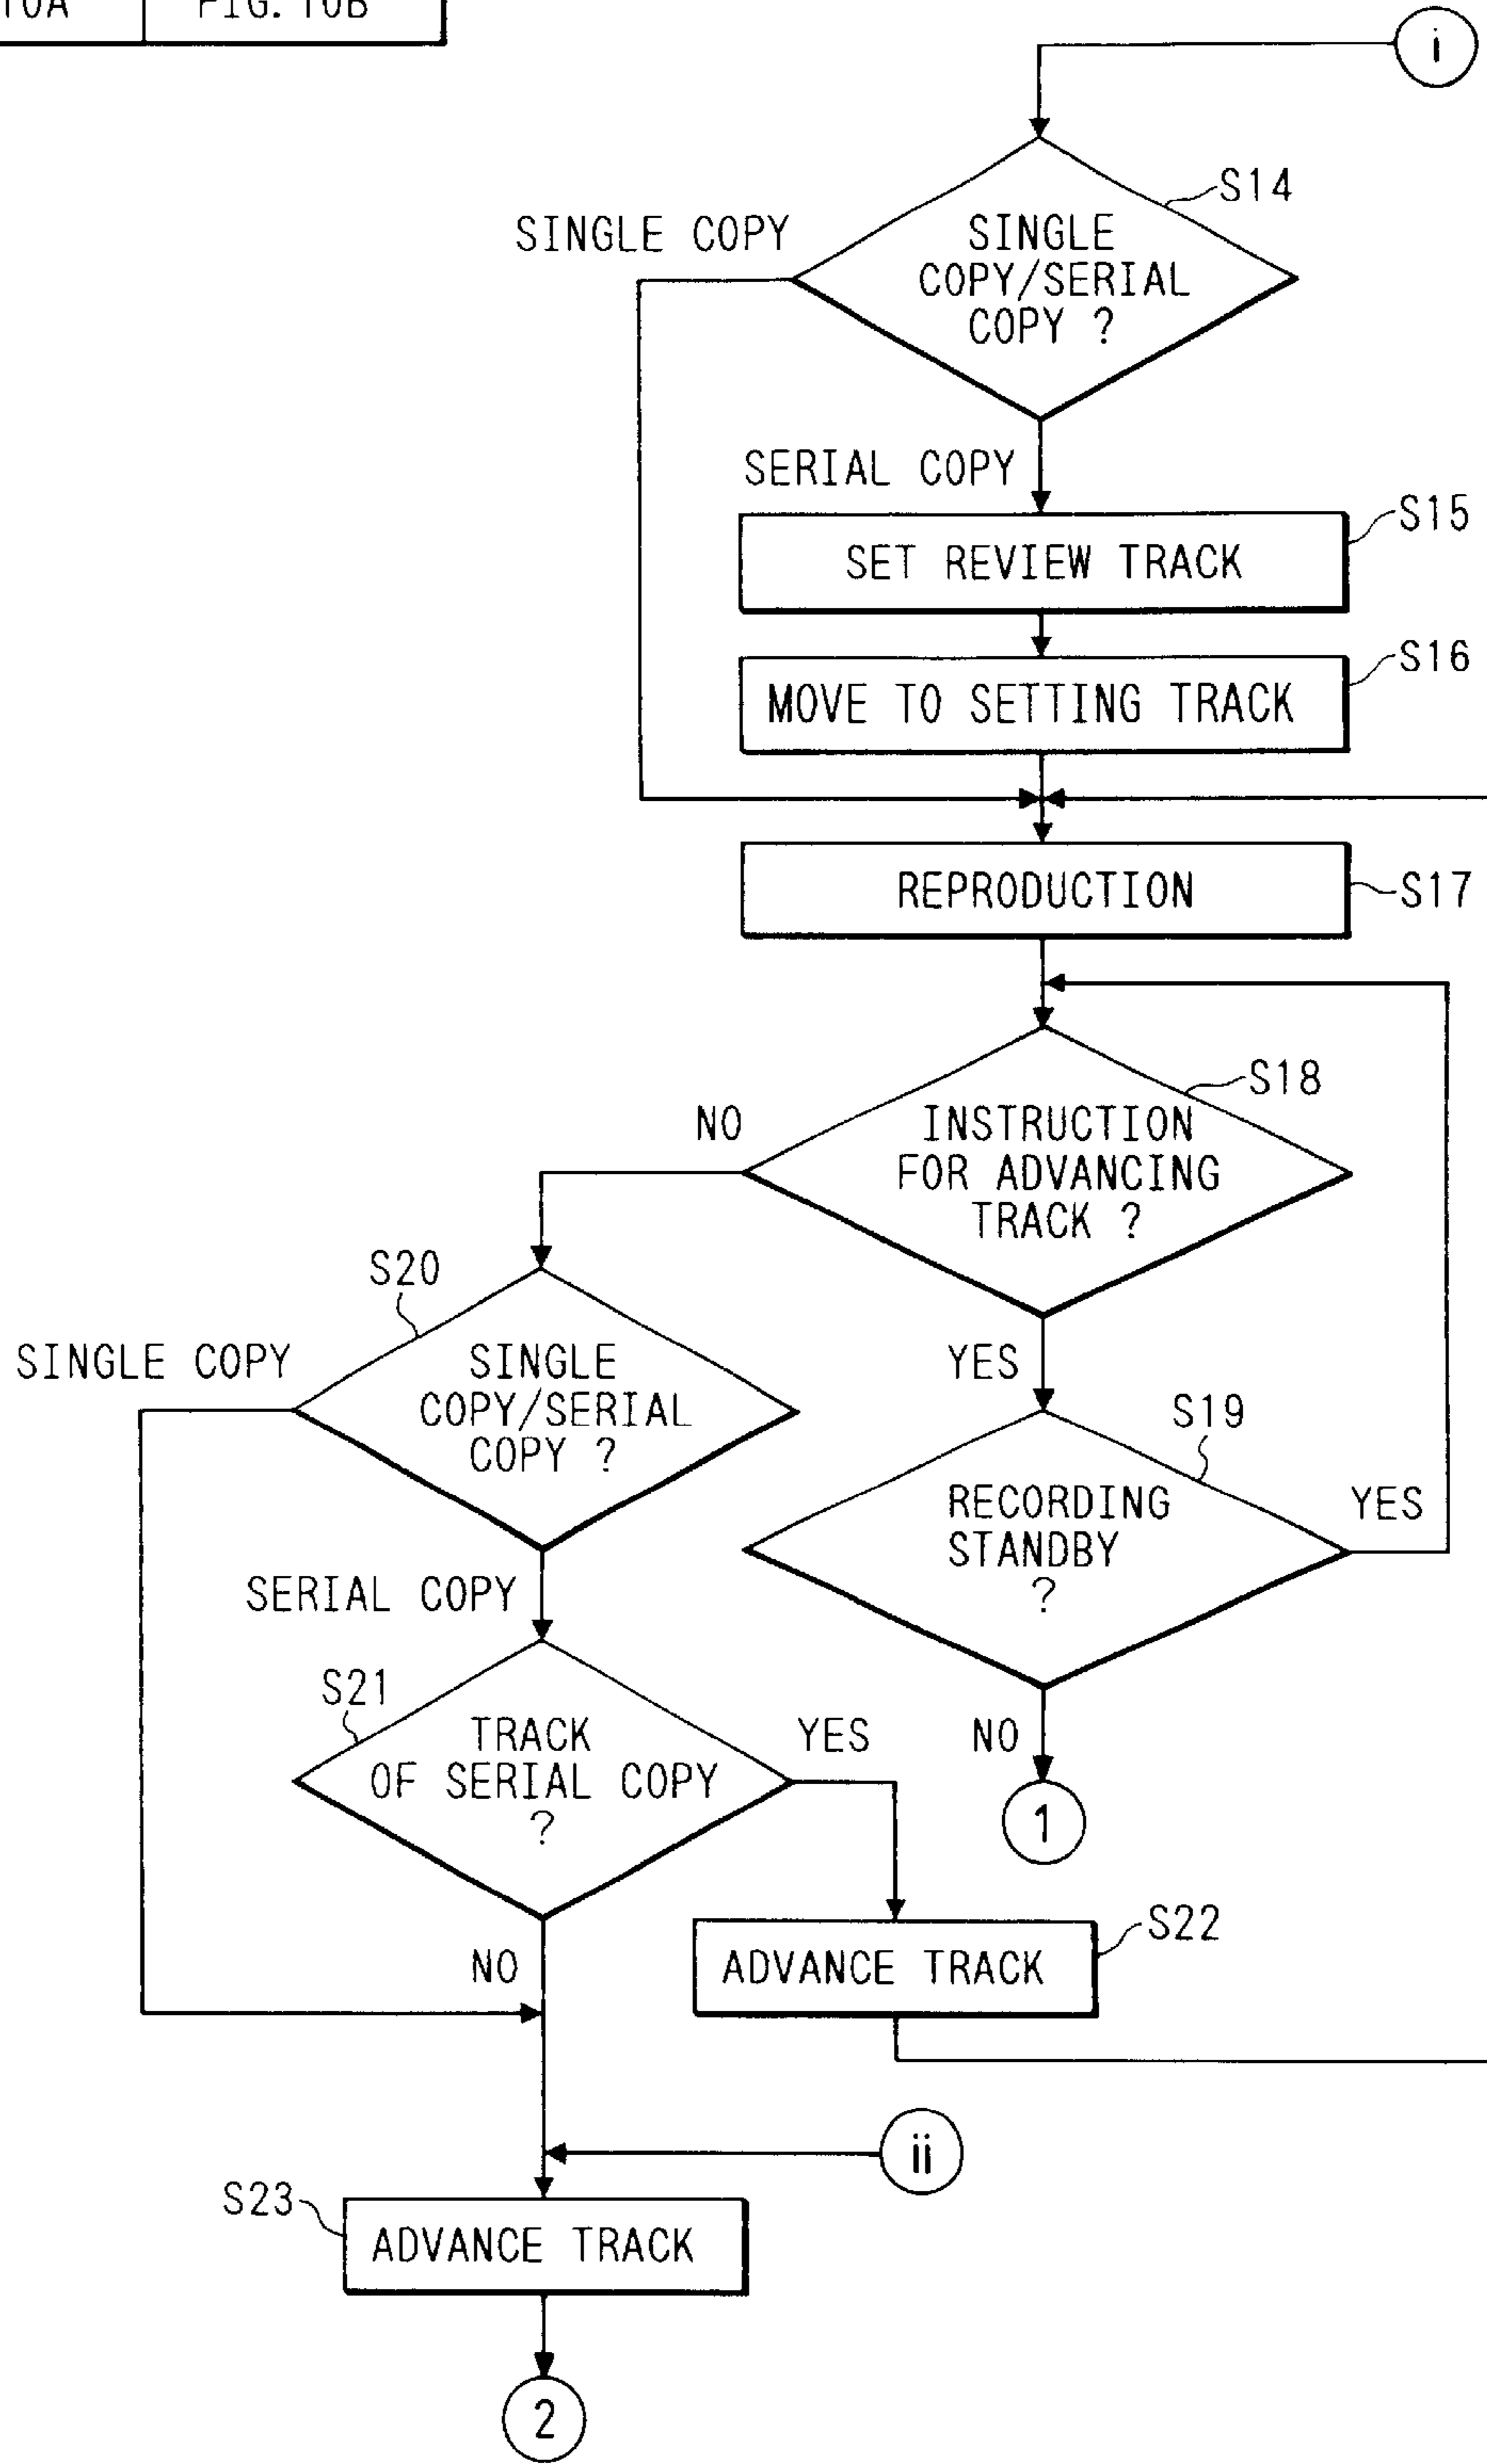 10A FIG. 10B
i
S14
SINGLE COPY
SINGLE
COPY/SERIAL
COPY ?
SERIAL COPY
S15
SET REVIEW TRACK
S16
MOVE TO SETTING TRACK
REPRODUCTION
S17
S18
NO
INSTRUCTION
FOR ADVANCING
TRACK ?
S20
SINGLE COPY
SINGLE
COPY/SERIAL
COPY ?
YES
S19
RECORDING
STANDBY
?
YES
SERIAL COPY
S21
TRACK
OF SERIAL COPY
?
YES
NO
1
S22
NO
ADVANCE TRACK
ii
S23
ADVANCE TRACK
2